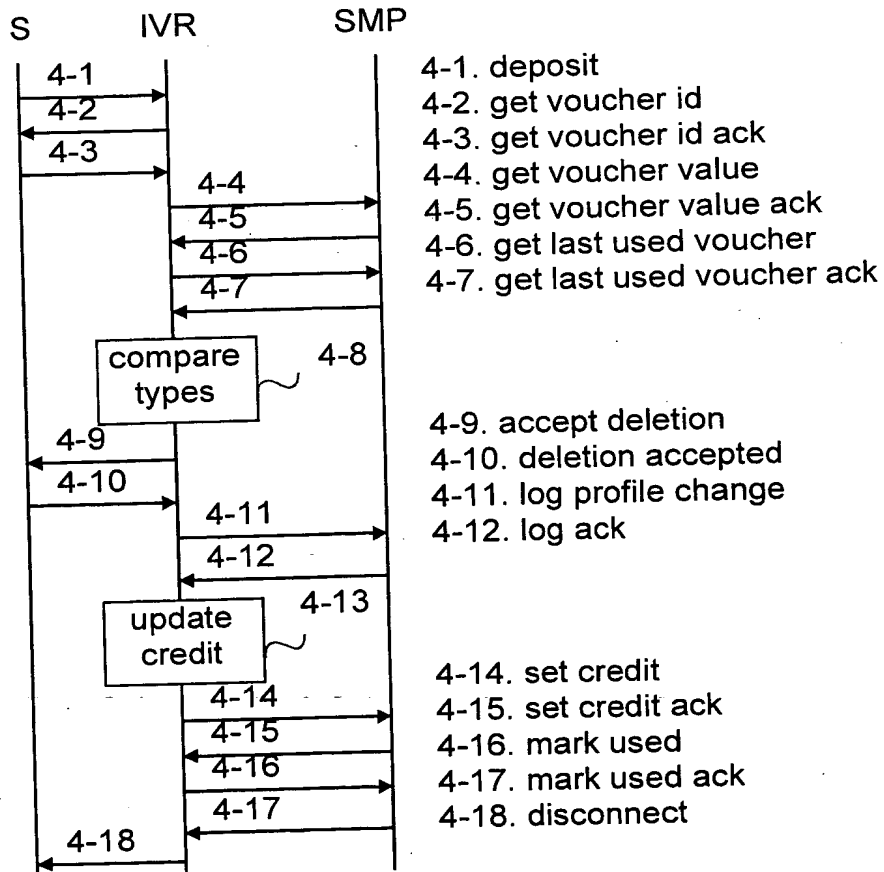 S IVR SMP
4-1
4-2
4-3
4-4
4-5
4-6
4-7
4-1. deposit
4-2. get voucher id
4-3. get voucher id ack
4-4. get voucher value
4-5. get voucher value ack
4-6. get last used voucher
4-7. get last used voucher ack
compare
types
4-8
4-9
4-10
4-11
4-12
4-9. accept deletion
4-10. deletion accepted
4-11. log profile change
4-12. log ack
update
credit
4-13
4-14
4-15
4-16
4-17
4-18
4-14. set credit
4-15. set credit ack
4-16. mark used
4-17. mark used ack
4-18. disconnect